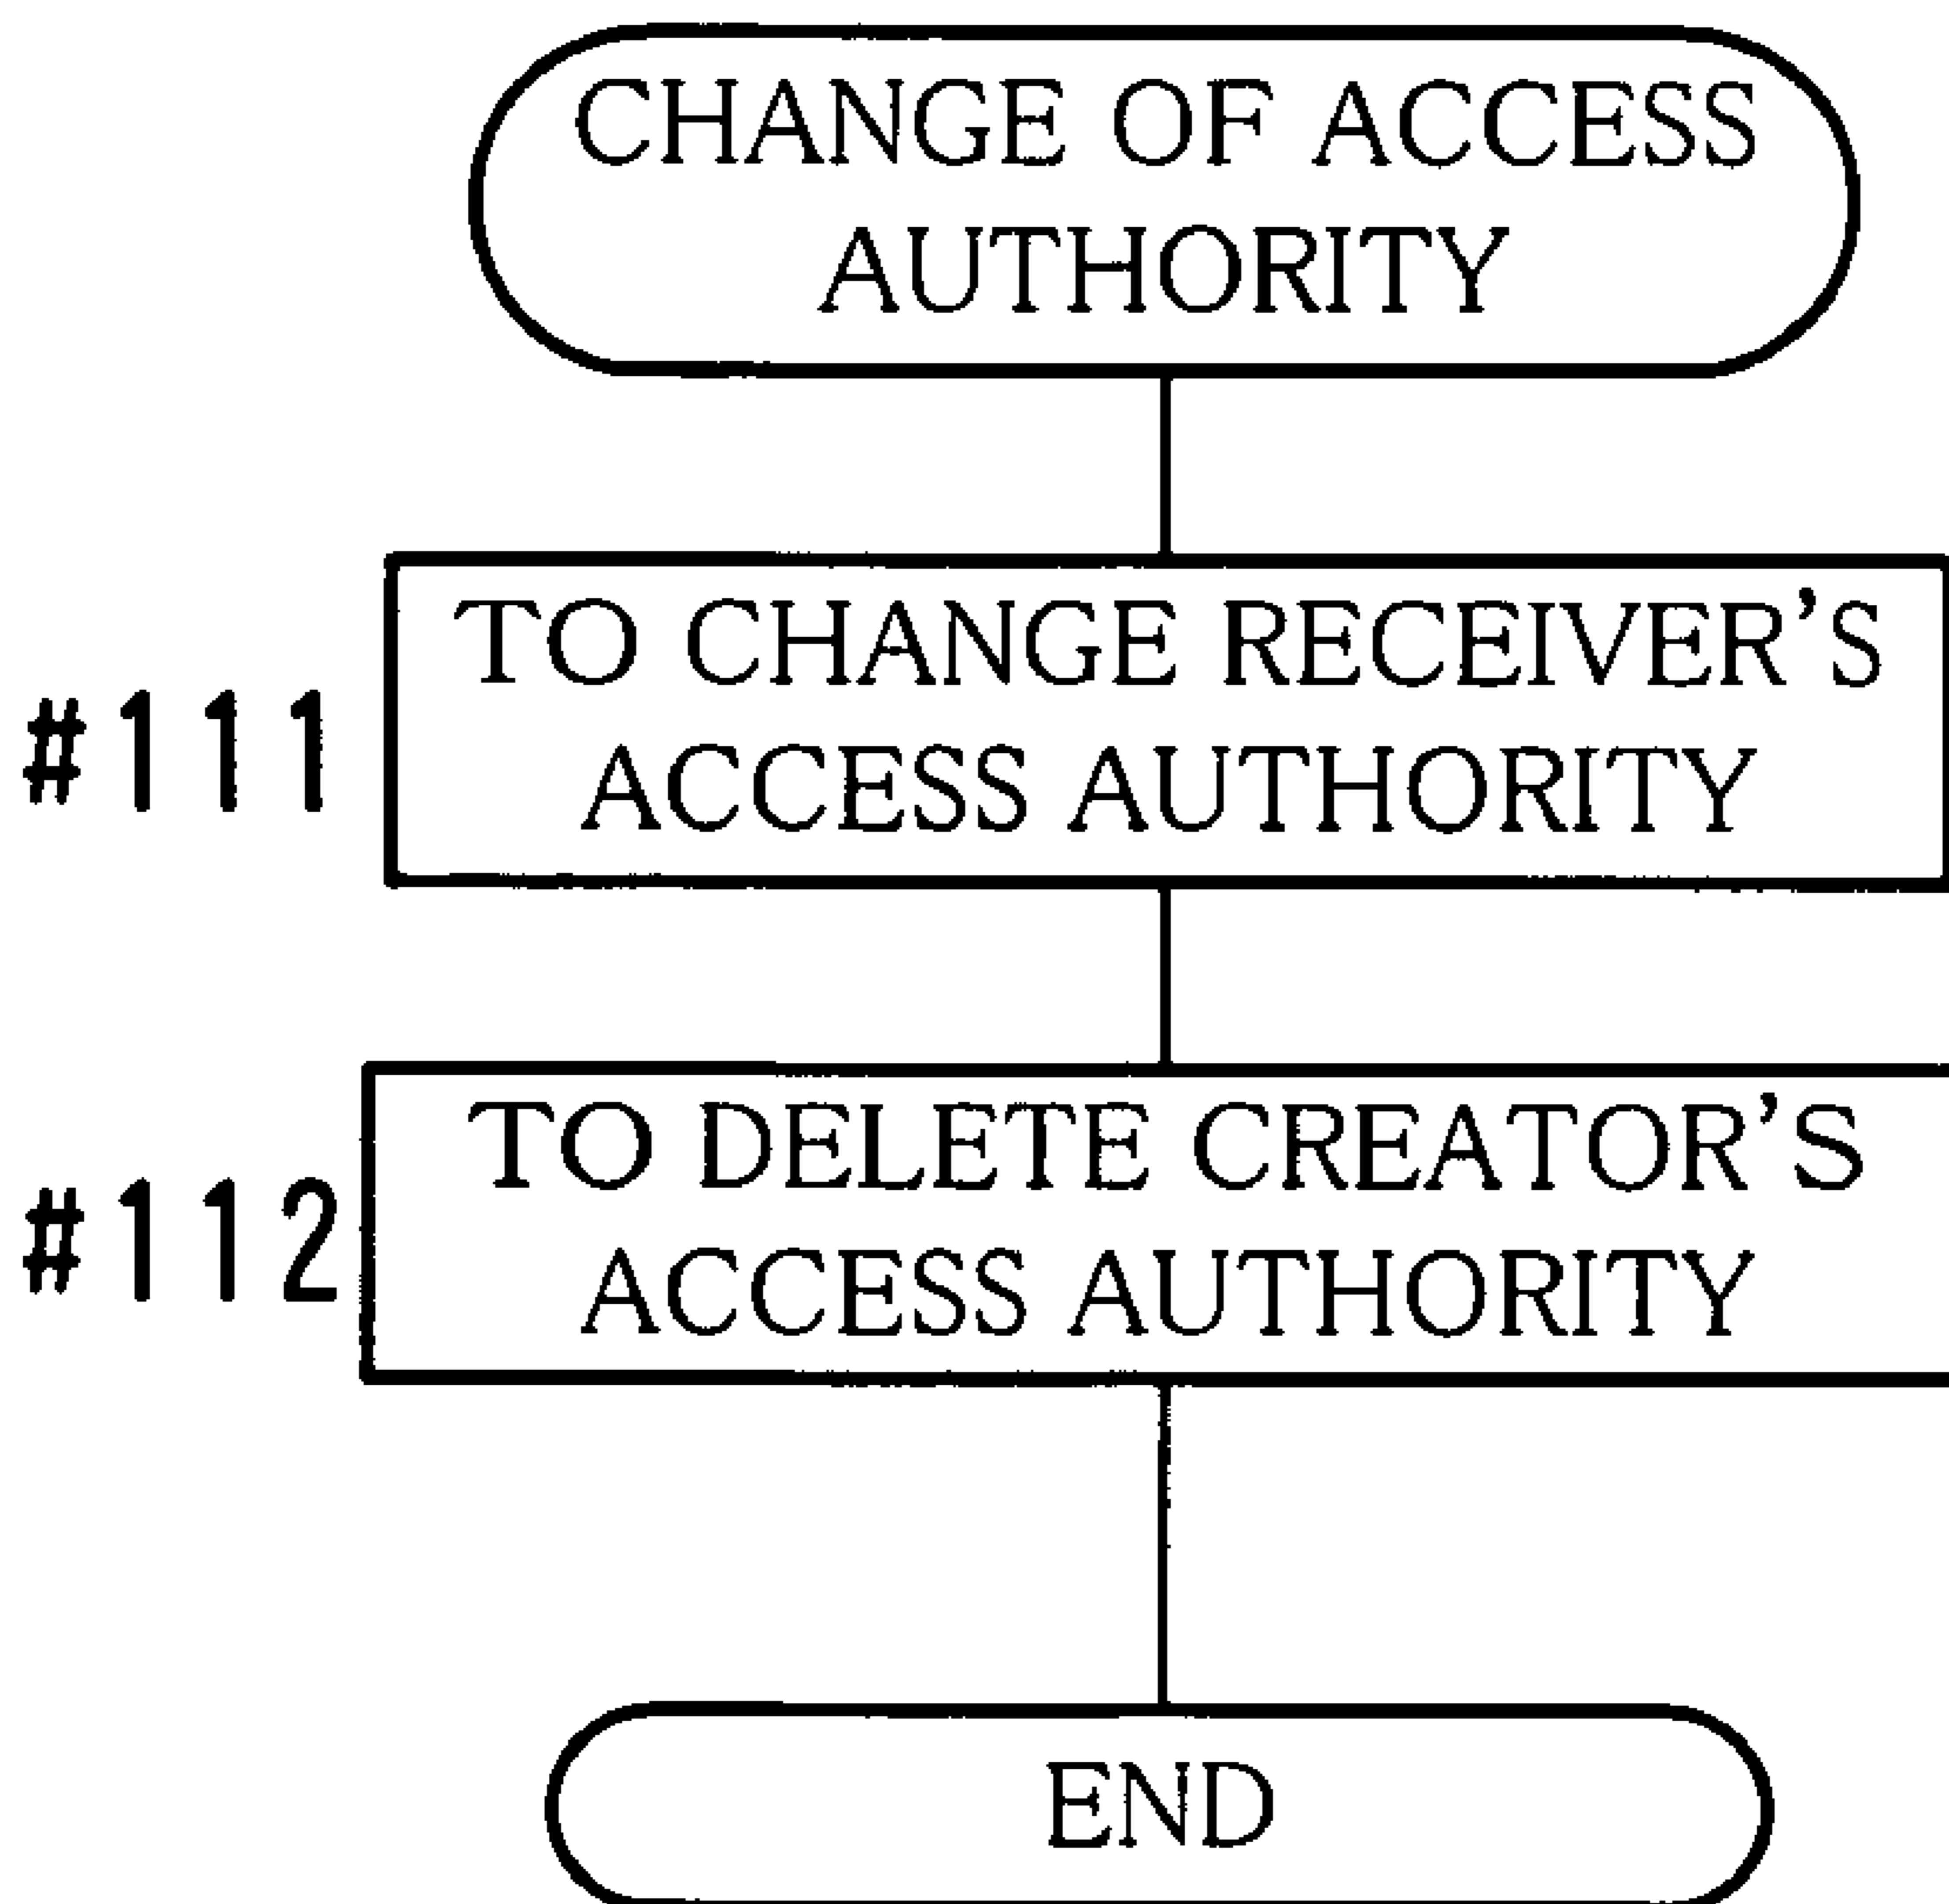 CHANGE OF ACCESS
AUTHORITY
#111
TO CHANGE RECEIVER'S
ACCESS AUTHORITY
#112
TO DELETE CREATOR'S
ACCESS AUTHORITY
END